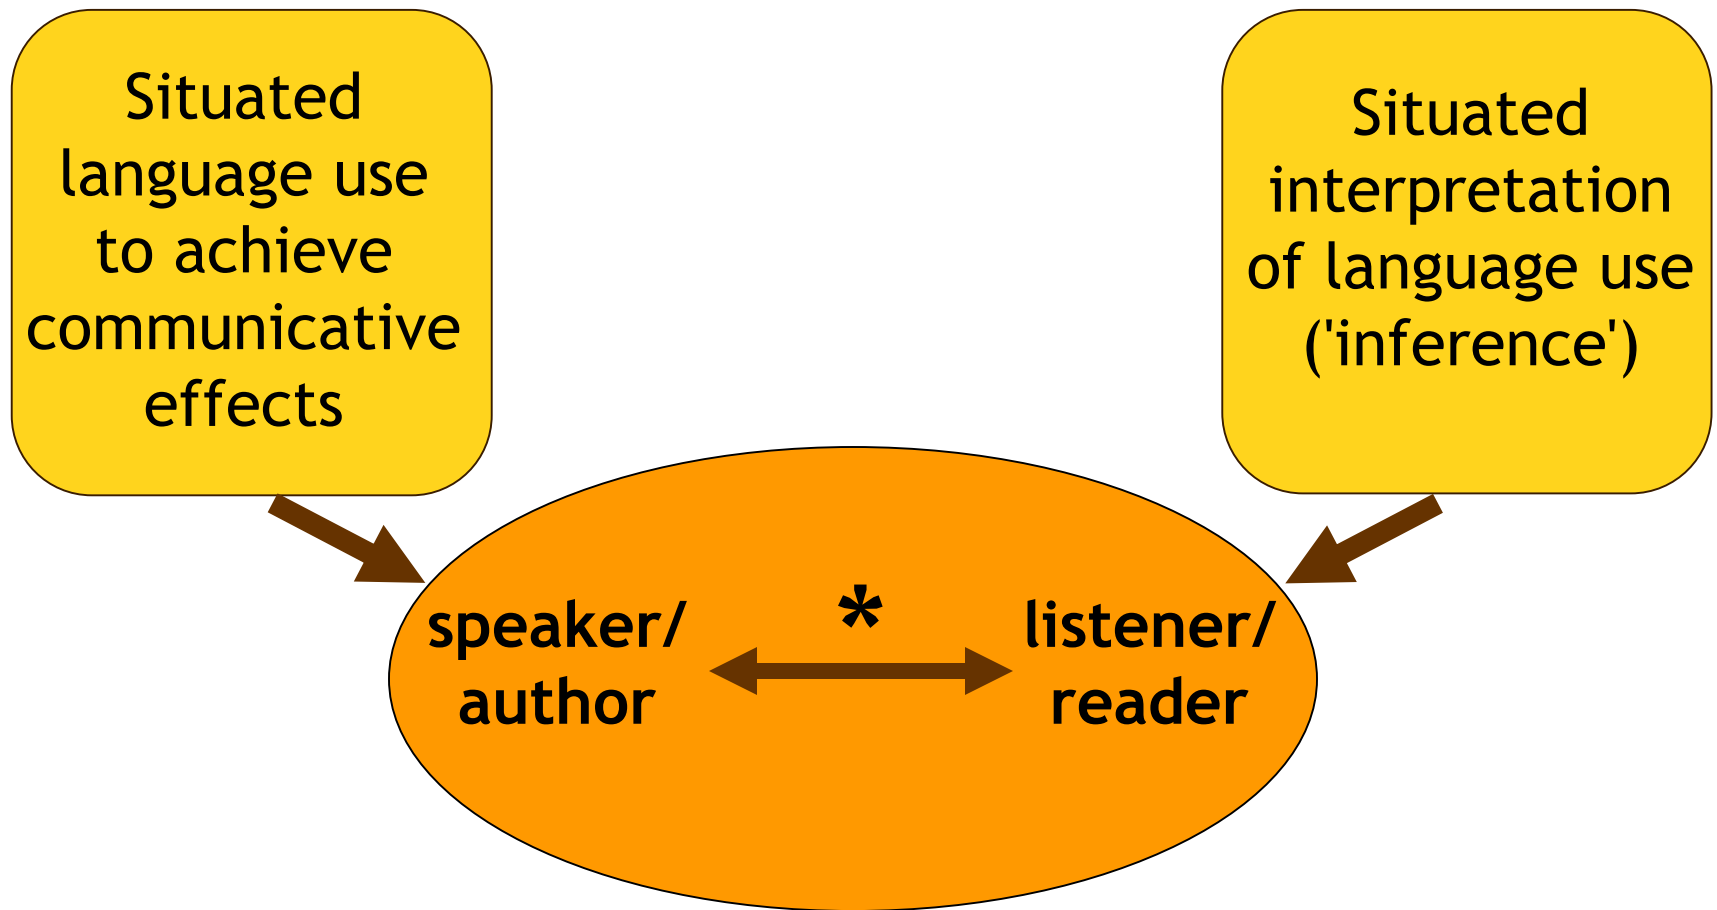 Situated
language use
to achieve
communicative
effects
Situated
interpretation
of language use
('inference')
*
speaker/
author
listener/
reader